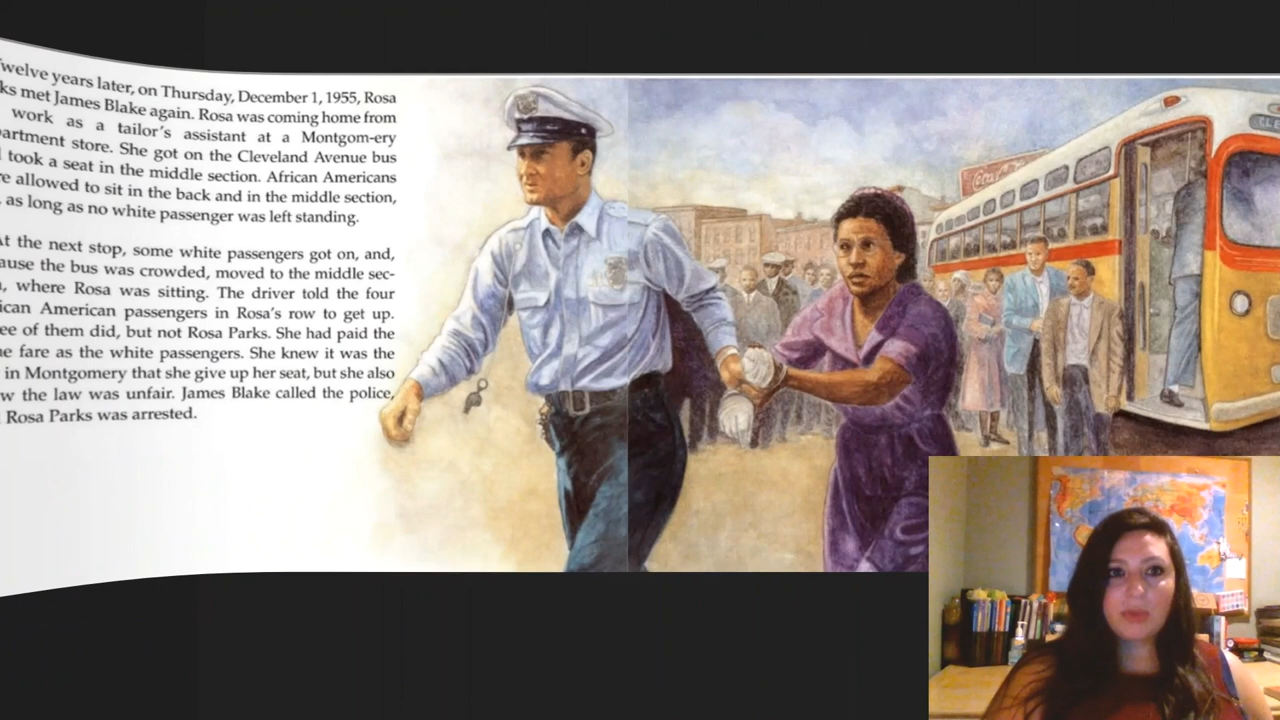 Twelve years later, on Thursday, December 1, 1955, Rosa
ks met James Blake again. Rosa was coming home from
work as a tailor's assistant at a Montgom-ery
artment store. She got on the Cleveland Avenue bus
took a seat in the middle section. African Americans
re allowed to sit in the back and in the middle section,
, as long as no white passenger was left standing.
At the next stop, some white passengers got on, and,
ause the bus was crowded, moved to the middle sec-
, where Rosa was sitting. The driver told the four
ican American passengers in Rosa's row to get up.
ee of them did, but not Rosa Parks. She had paid the
e fare as the white passengers. She knew it was the
in Montgomery that she give up her seat, but she also
w the law was unfair. James Blake called the police,
Rosa Parks was arrested.
Coca-Cola